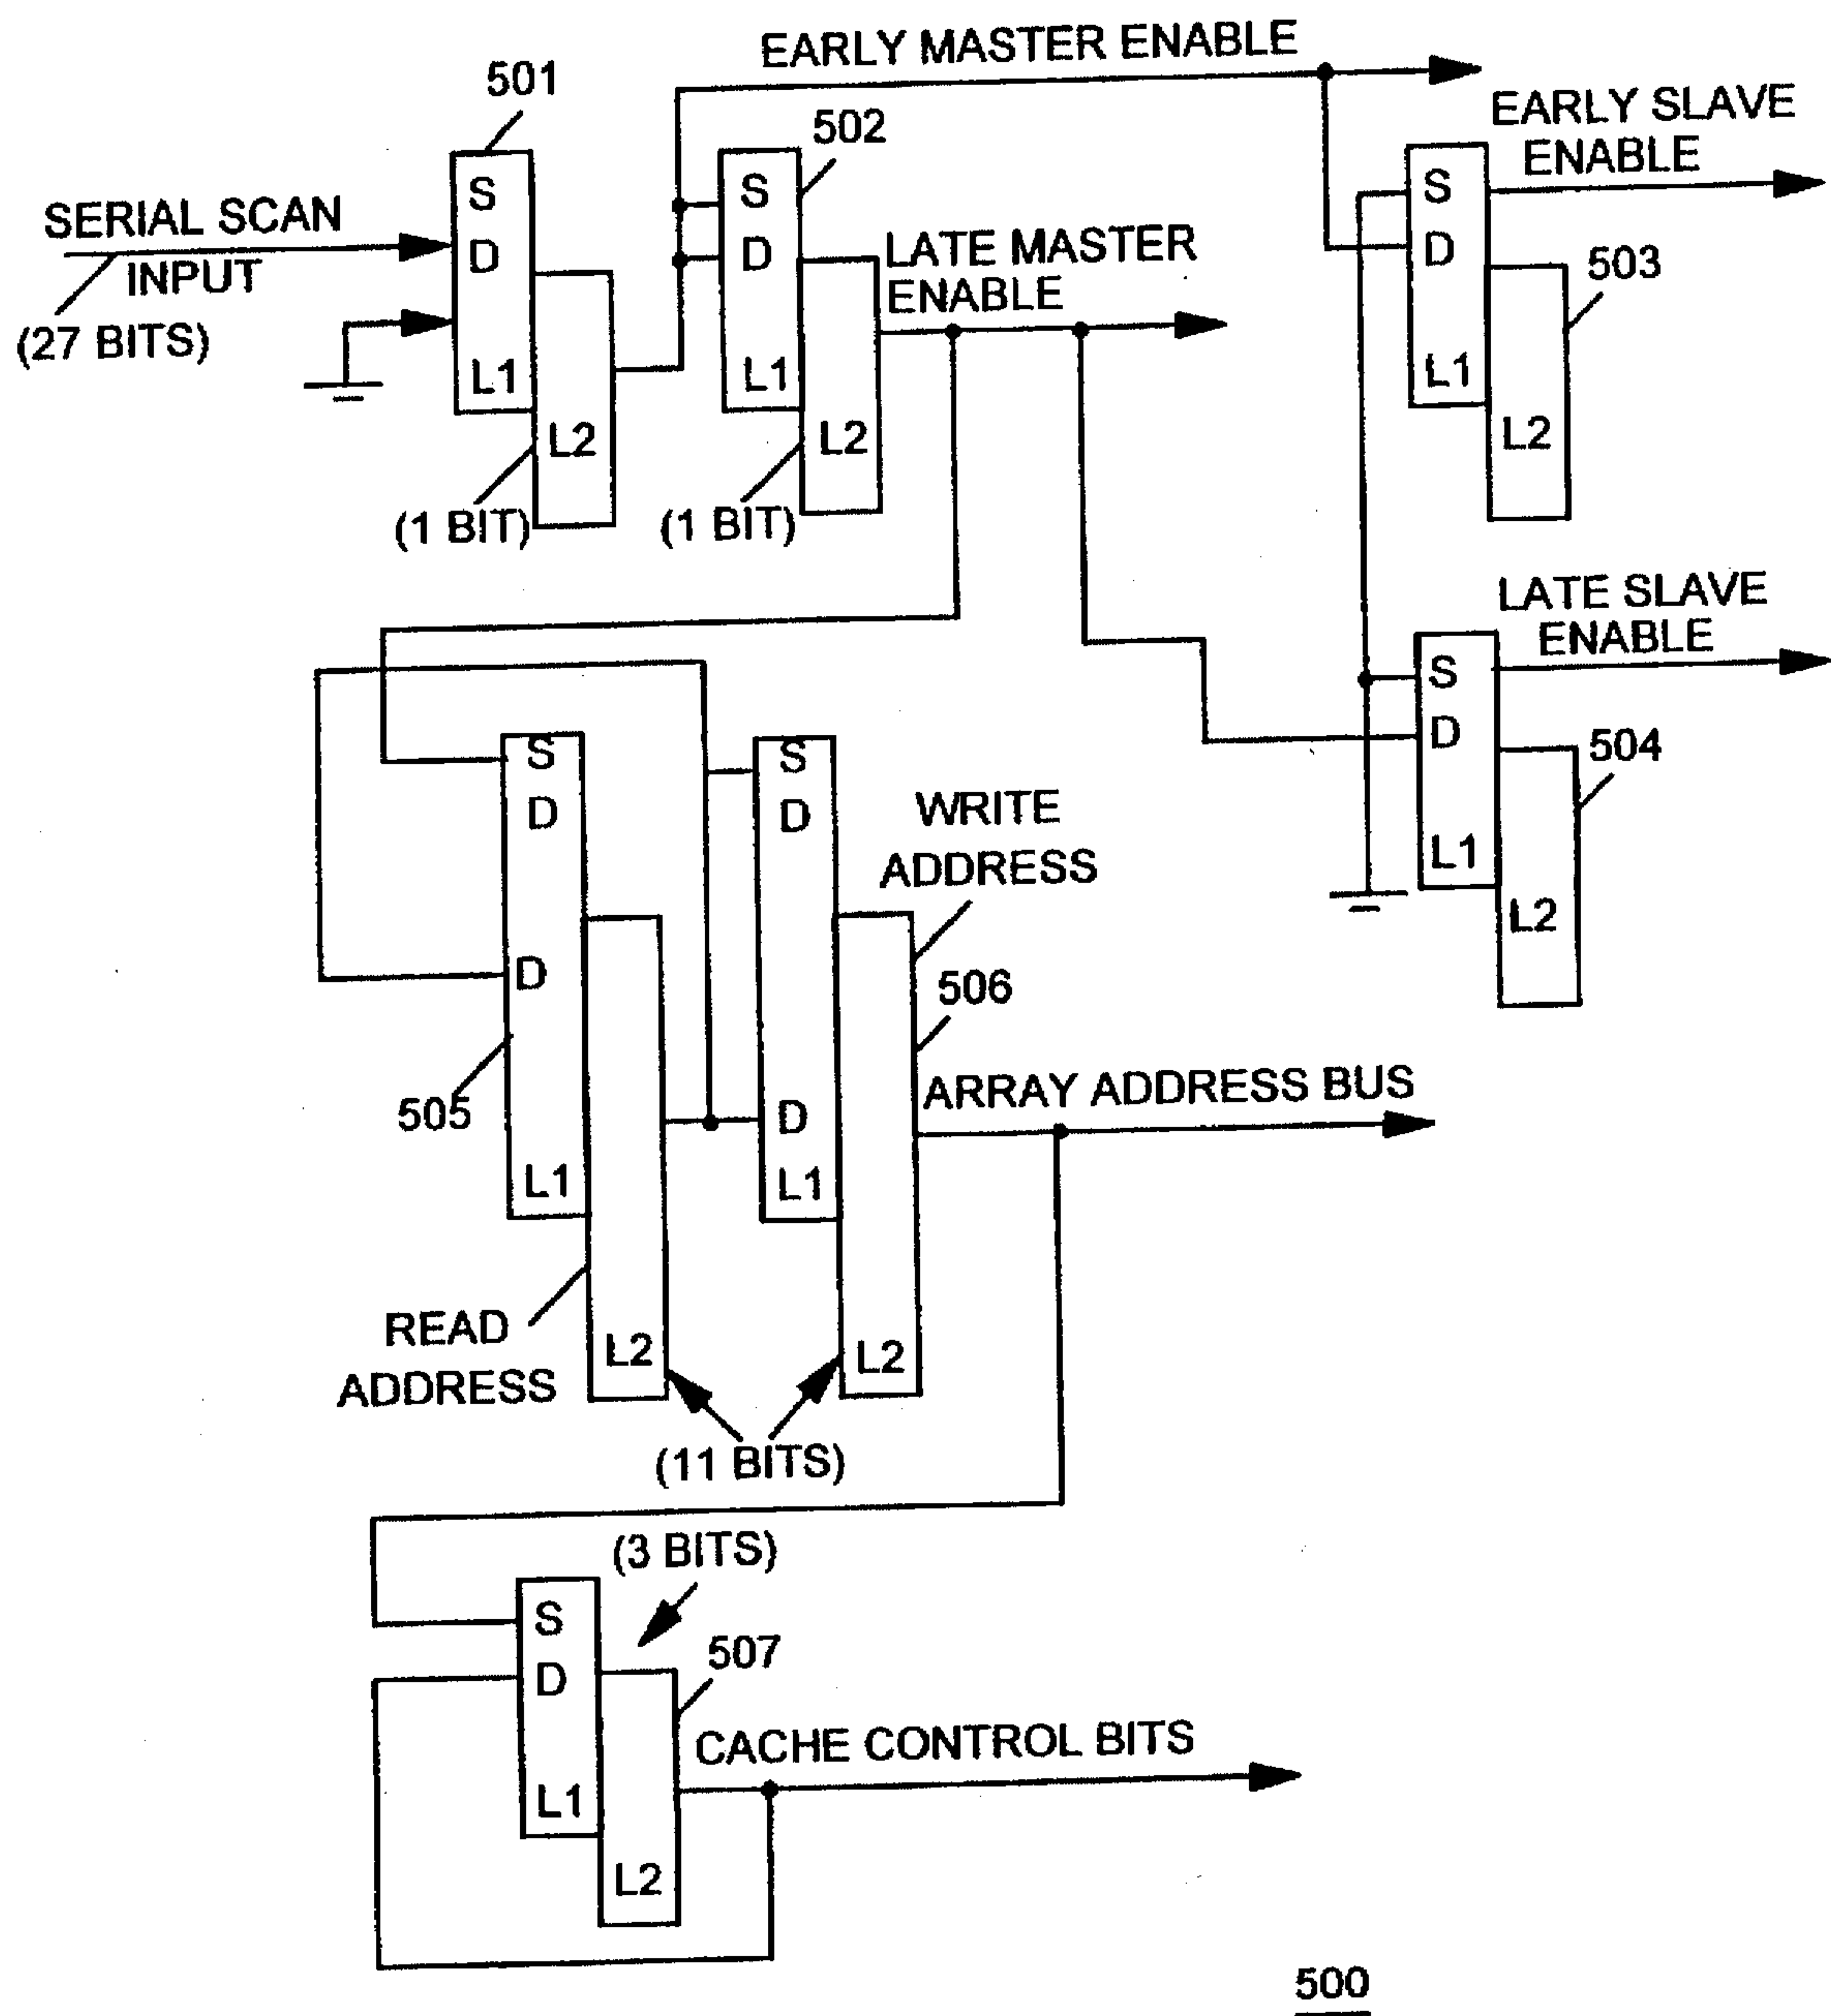 EARLY MASTER ENABLE
501
502
EARLY SLAVE
ENABLE
S
D
L1
L2
SERIAL SCAN
INPUT
(27 BITS)
(1 BIT)
S
D
L1
L2
(1 BIT)
LATE MASTER
ENABLE
S
D
L1
L2
503
LATE SLAVE
ENABLE
S
D
L1
L2
504
S
D
D
L1
L2
505
READ
ADDRESS
S
D
D
L1
L2
WRITE
ADDRESS
506
ARRAY ADDRESS BUS
(11 BITS)
(3 BITS)
S
D
L1
L2
507
CACHE CONTROL BITS
500